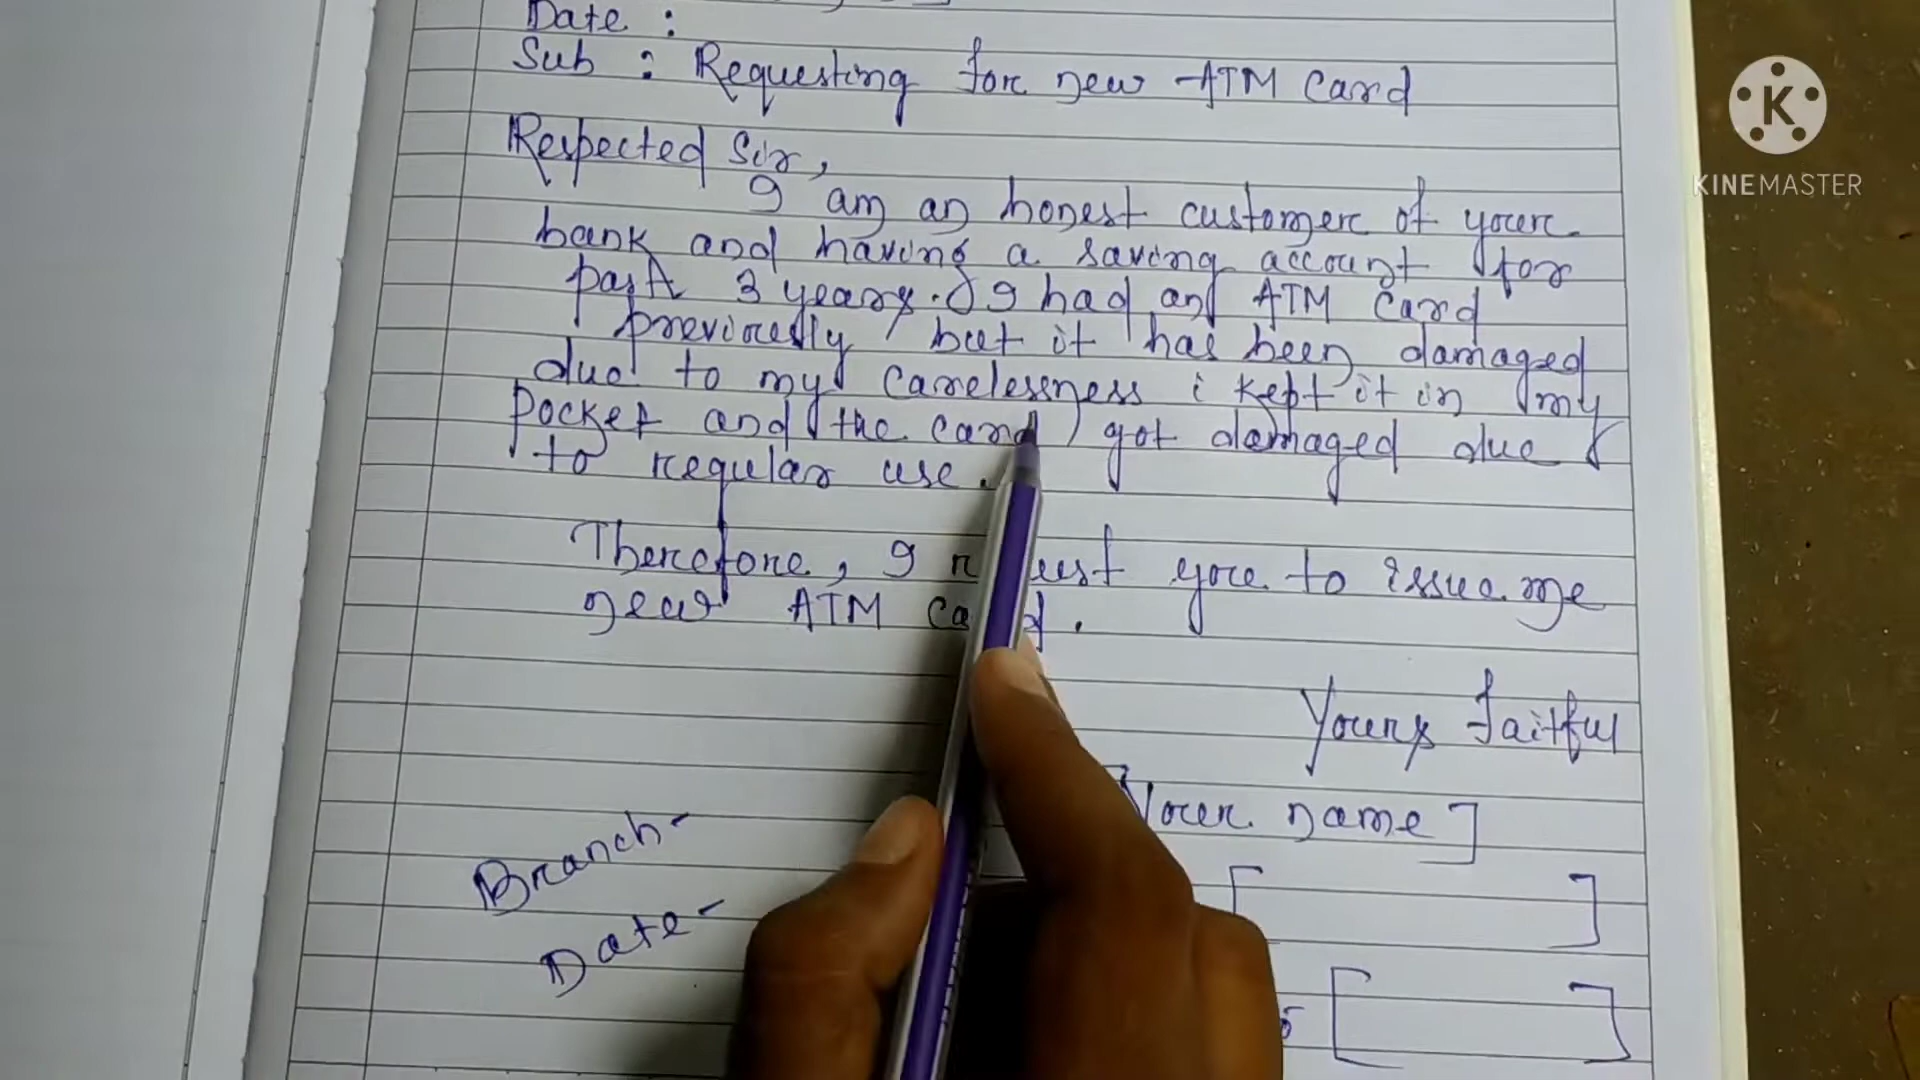 Date :
Sub : Requesting for new ATM Card
Respected Sir,
I am an honest customer of your
bank and having a saving account for
past 3 years. I had an ATM Card
previously, but it has been damaged
due to my carelessness i kept it in my
pocket and the card got damaged due
to regular use.
Therefore, I request you to issue me
new ATM Card.
Yours faitful
[Your name]
Branch-
Date-
[ ]
[ ]
K
KINEMASTER